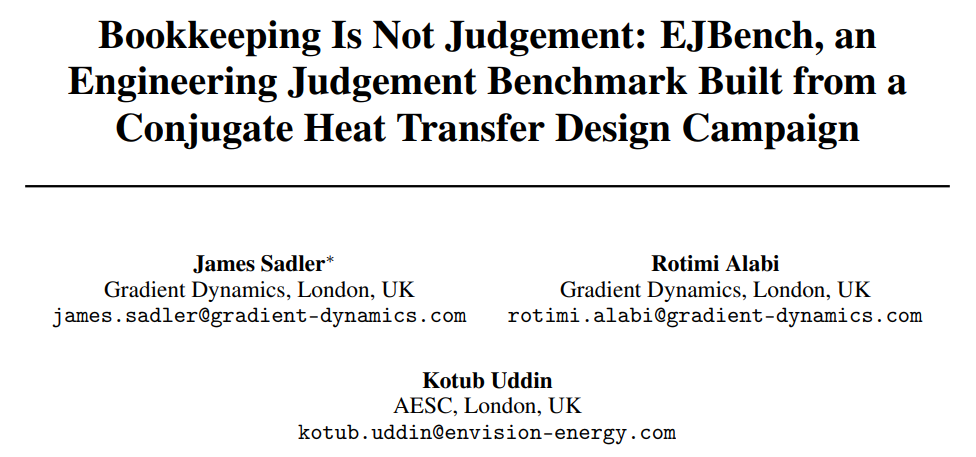 Bookkeeping Is Not Judgement: EJBench, an
Engineering Judgement Benchmark Built from a
Conjugate Heat Transfer Design Campaign
James Sadler*
Gradient Dynamics, London, UK
james.sadler@gradient-dynamics.com
Rotimi Alabi
Gradient Dynamics, London, UK
rotimi.alabi@gradient-dynamics.com
Kotub Uddin
AESC, London, UK
kotub.uddin@envision-energy.com